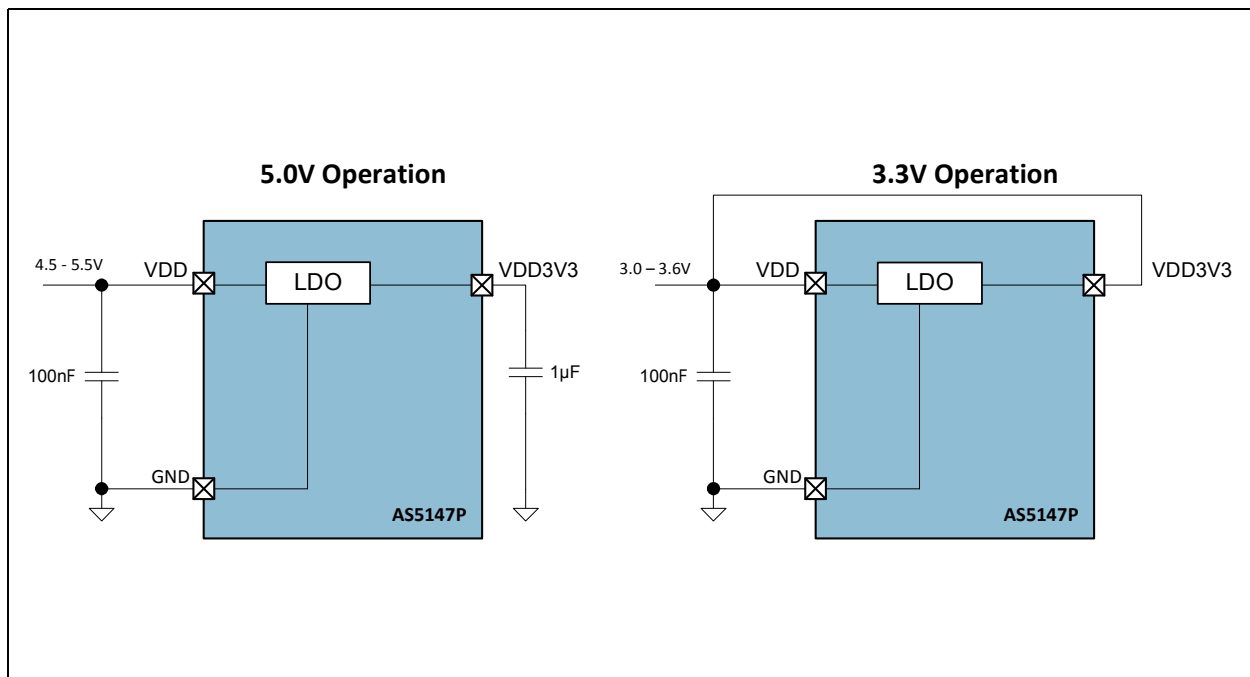 5.0V Operation
4.5 - 5.5V
VDD
LDO
VDD3V3
100nF
1µF
GND
AS5147P
3.3V Operation
3.0 – 3.6V
VDD
LDO
VDD3V3
100nF
GND
AS5147P